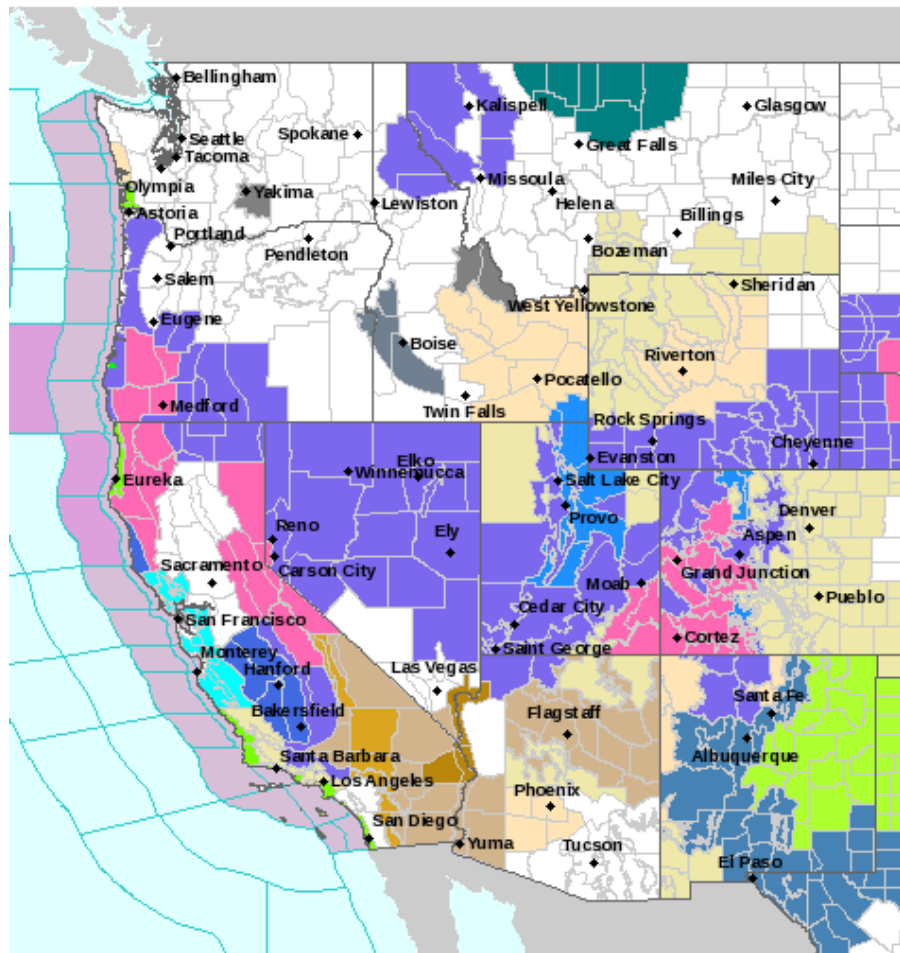 Bellingham
Kalispell
Glasgow
Seattle
Spokane
Great Falls
Tacoma
Olympia
Yakima
Missoula
Miles City
Lewiston
Helena
Astoria
Billings
Portland
Pendleton
Bozeman
Salem
Sheridan
West Yellowstone
Eugene
Boise
Riverton
Pocatello
Medford
Twin Falls
Rock Springs
Cheyenne
Evanston
Elko
Winnemucca
Eureka
Salt Lake City
Provo
Denver
Reno
Ely
Aspen
Sacramento
Carson City
Grand Junction
Moab
Pueblo
San Francisco
Cedar City
Cortez
Monterey
Saint George
Hanford
Las Vegas
Santa Fe
Bakersfield
Flagstaff
Albuquerque
Santa Barbara
Los Angeles
Phoenix
San Diego
Yuma
Tucson
El Paso